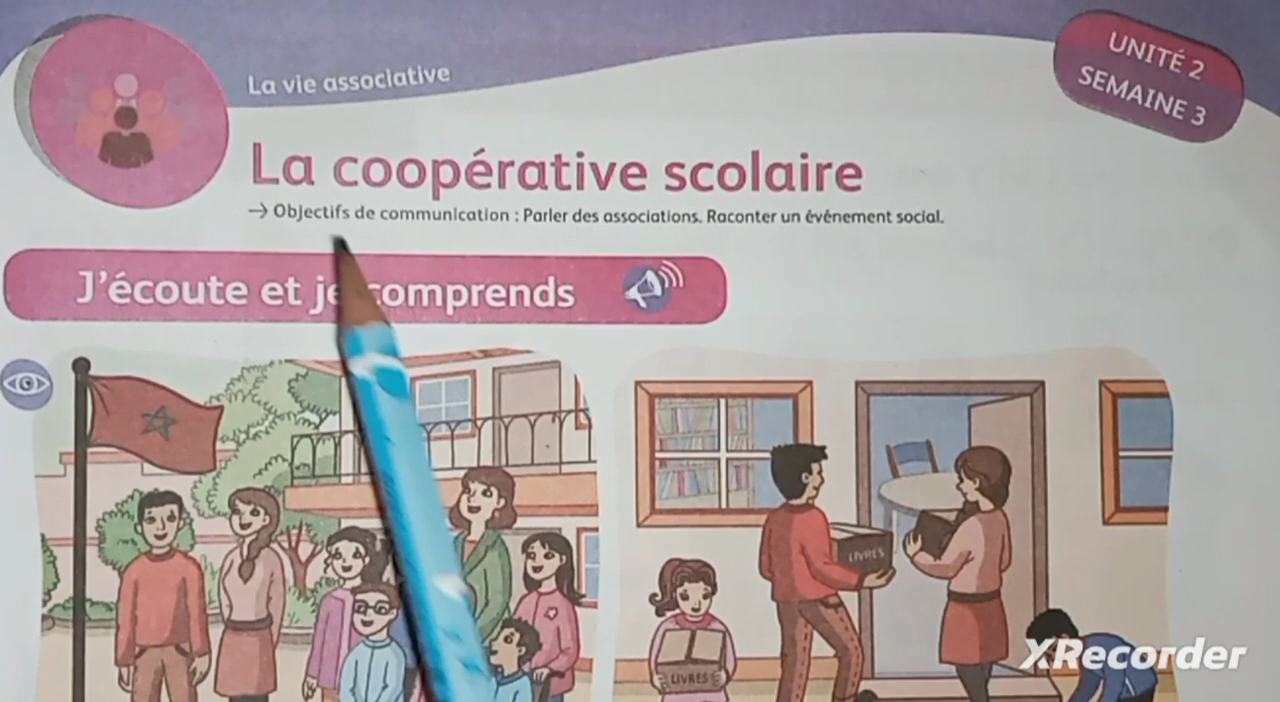 La vie associative
UNITÉ 2
SEMAINE 3
La coopérative scolaire
→ Objectifs de communication : Parler des associations. Raconter un événement social.
J'écoute et je comprends
LIVRES
LIVRES
XRecorder